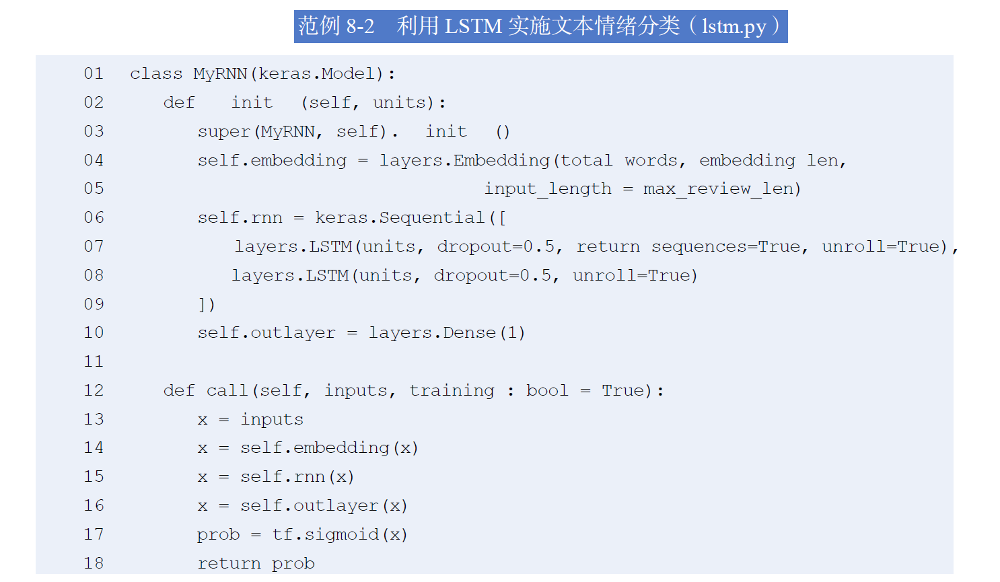 范例 8-2 利用 LSTM 实施文本情绪分类（lstm.py）
01 class MyRNN(keras.Model):
02 def init (self, units):
03 super(MyRNN, self). init ()
04 self.embedding = layers.Embedding(total words, embedding len,
05 input_length = max_review_len)
06 self.rnn = keras.Sequential([
07 layers.LSTM(units, dropout=0.5, return sequences=True, unroll=True),
08 layers.LSTM(units, dropout=0.5, unroll=True)
09 ])
10 self.outlayer = layers.Dense(1)
11
12 def call(self, inputs, training : bool = True):
13 x = inputs
14 x = self.embedding(x)
15 x = self.rnn(x)
16 x = self.outlayer(x)
17 prob = tf.sigmoid(x)
18 return prob